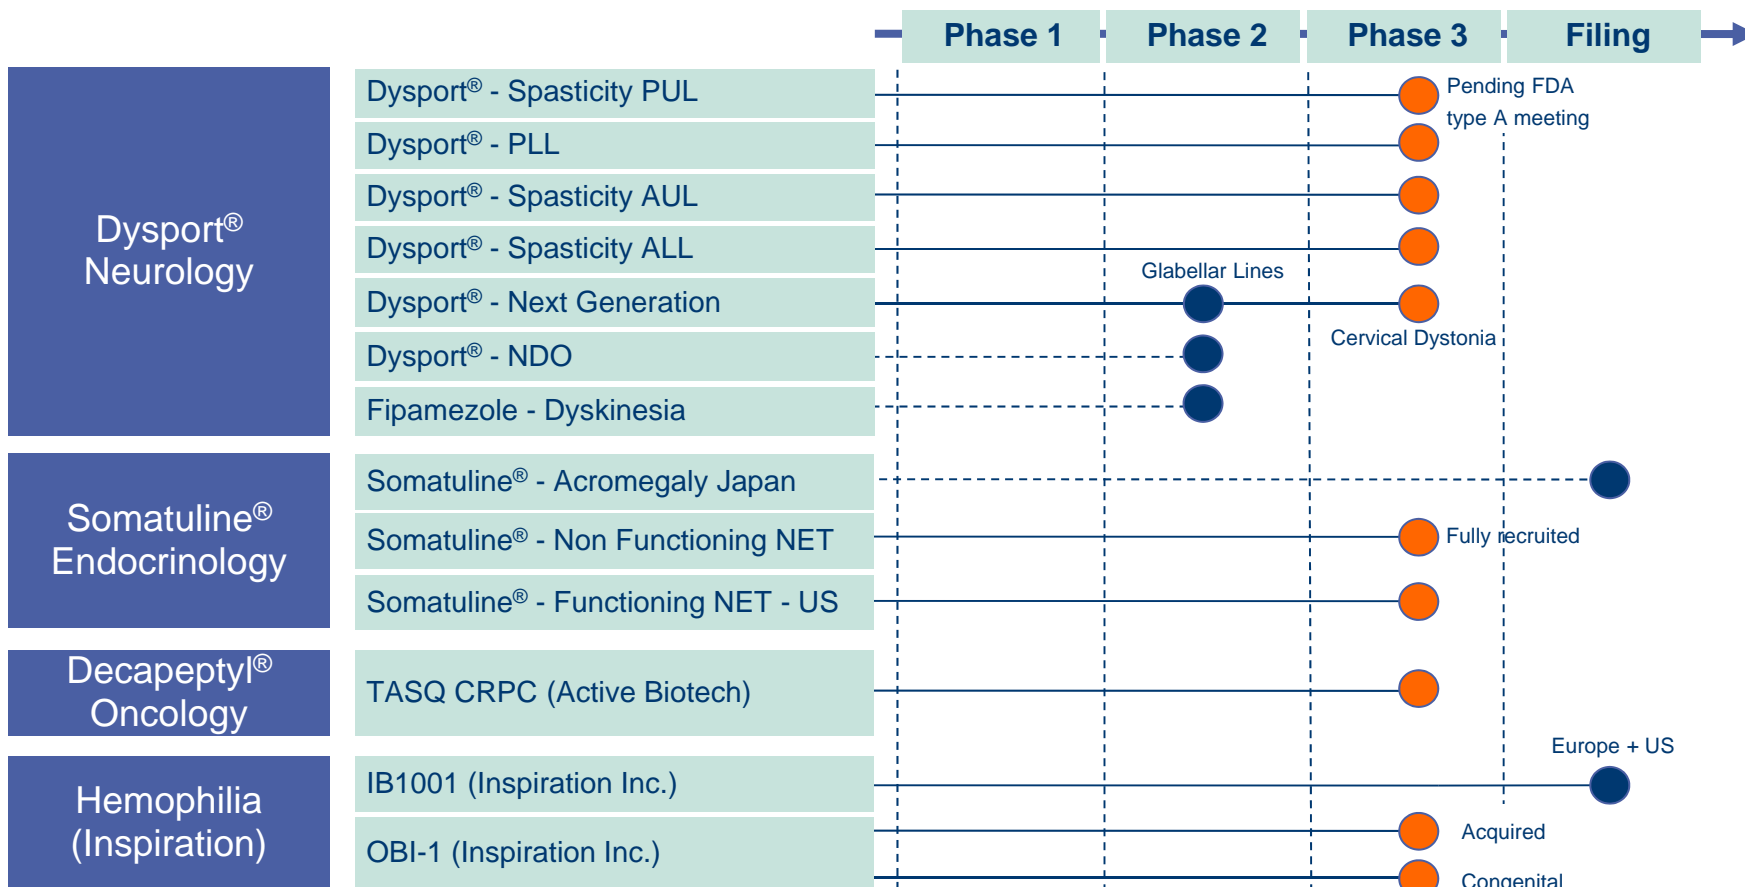 Phase 1 Phase 2 Phase 3 Filing
Dysport®
Neurology
Dysport® - Spasticity PUL
Pending FDA
type A meeting
Dysport® - PLL
Dysport® - Spasticity AUL
Dysport® - Spasticity ALL
Glabellar Lines
Dysport® - Next Generation
Cervical Dystonia
Dysport® - NDO
Fipamezole - Dyskinesia
Somatuline®
Endocrinology
Somatuline® - Acromegaly Japan
Somatuline® - Non Functioning NET
Fully recruited
Somatuline® - Functioning NET - US
Decapeptyl®
Oncology
TASQ CRPC (Active Biotech)
Hemophilia
(Inspiration)
Europe + US
IB1001 (Inspiration Inc.)
OBI-1 (Inspiration Inc.)
Acquired
Congenital